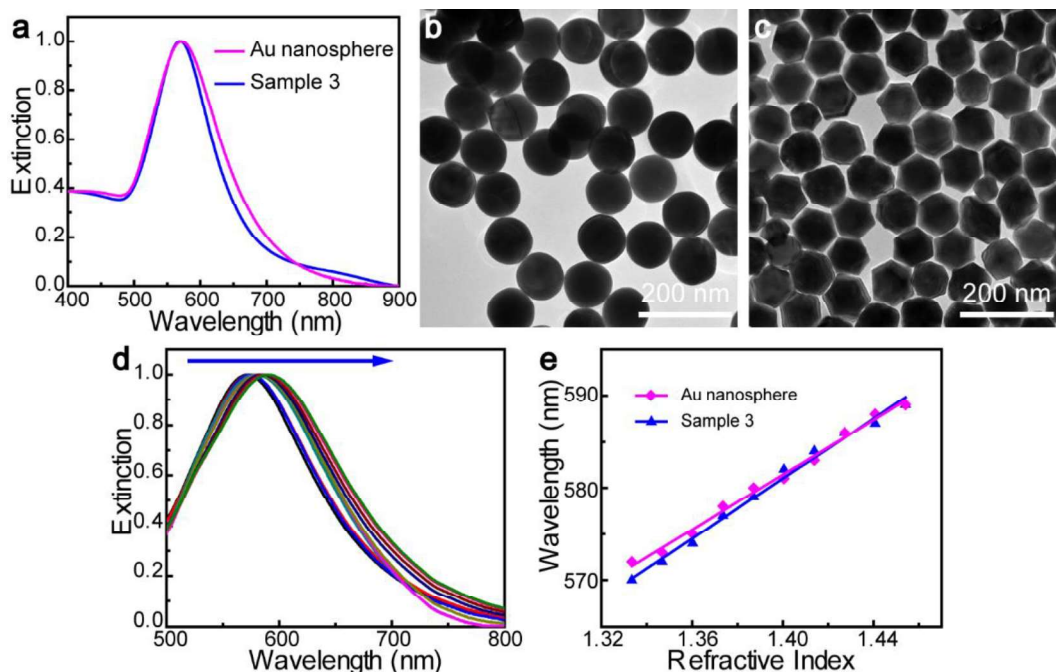 a
Au nanosphere
Sample 3
Extinction
1.0
0.8
0.6
0.4
0.2
0.0
400 500 600 700 800 900
Wavelength (nm)
b
200 nm
c
200 nm
d
Extinction
1.0
0.8
0.6
0.4
0.2
0.0
500 600 700 800
Wavelength (nm)
e
Au nanosphere
Sample 3
Wavelength (nm)
590
580
570
1.32 1.36 1.40 1.44
Refractive Index